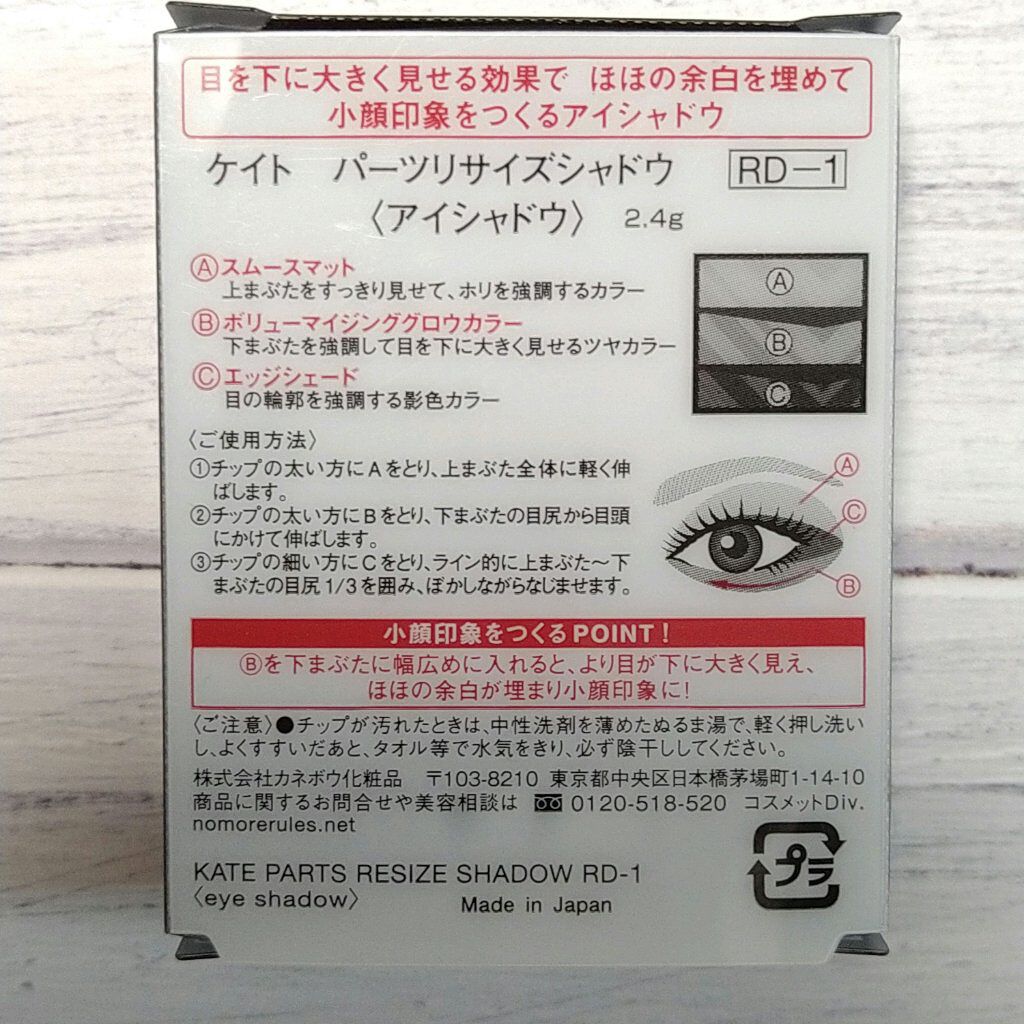 目を下に大きく見せる効果で ほほの余白を埋めて
小顔印象をつくるアイシャドウ
ケイト パーツリサイズシャドウ RD−1
〈アイシャドウ〉 2.4g
Ⓐスムースマット
上まぶたをすっきり見せて、ホリを強調するカラー
Ⓑボリューマイジンググロウカラー
下まぶたを強調して目を下に大きく見せるツヤカラー
Ⓒエッジシェード
目の輪郭を強調する影色カラー
Ⓐ
Ⓑ
Ⓒ
〈ご使用方法〉
①チップの太い方にAをとり、上まぶた全体に軽く伸
ばします。
②チップの太い方にBをとり、下まぶたの目尻から目頭
にかけて伸ばします。
③チップの細い方にCをとり、ライン的に上まぶた〜下
まぶたの目尻1/3を囲み、ぼかしながらなじませます。
Ⓐ
Ⓒ
Ⓑ
小顔印象をつくるPOINT！
Ⓑを下まぶたに幅広めに入れると、より目が下に大きく見え、
ほほの余白が埋まり小顔印象に！
〈ご注意〉●チップが汚れたときは、中性洗剤を薄めたぬるま湯で、軽く押し洗い
し、よくすすいだあと、タオル等で水気をきり、必ず陰干ししてください。
株式会社カネボウ化粧品 〒103-8210 東京都中央区日本橋茅場町1-14-10
商品に関するお問合せや美容相談は 0120-518-520 コスメットDiv.
nomorerules.net
KATE PARTS RESIZE SHADOW RD-1
〈eye shadow〉 Made in Japan
プラ